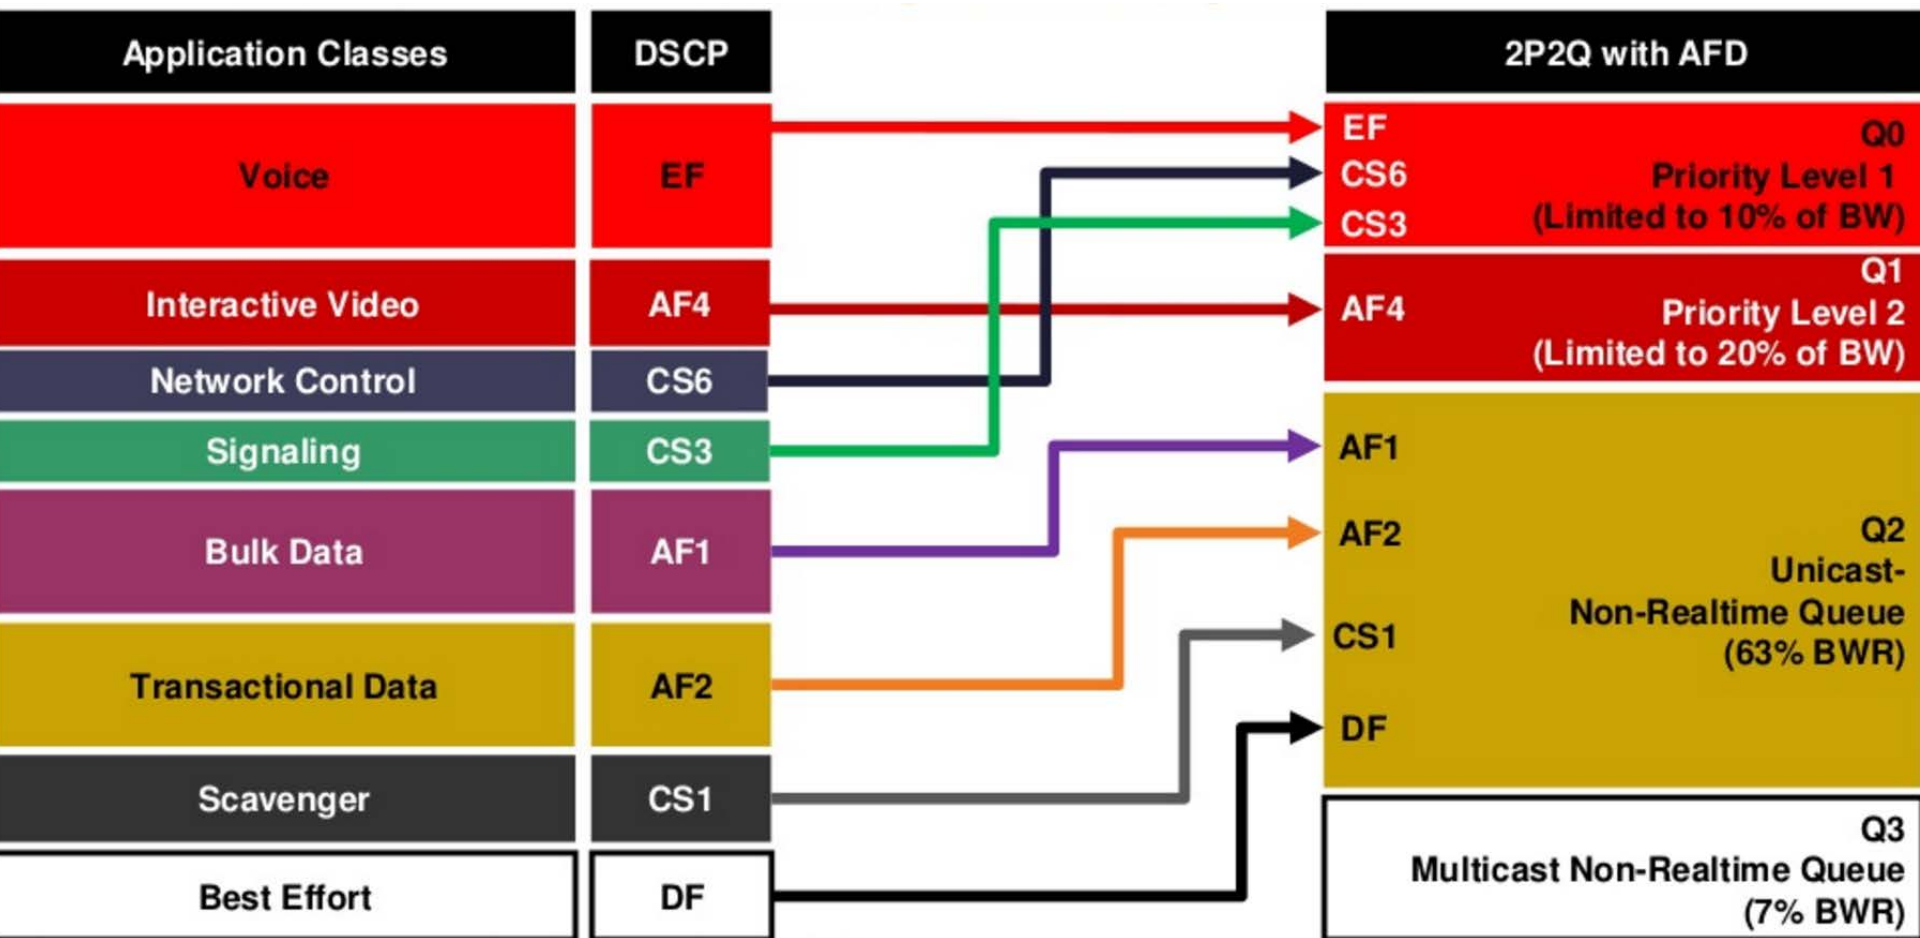 Application Classes
DSCP
2P2Q with AFD
Voice
EF
EF
CS6
CS3
Q0
Priority Level 1
(Limited to 10% of BW)
Interactive Video
AF4
AF4
Q1
Priority Level 2
(Limited to 20% of BW)
Network Control
CS6
Signaling
CS3
Bulk Data
AF1
Transactional Data
AF2
Scavenger
CS1
Best Effort
DF
AF1
AF2
CS1
DF
Q2
Unicast-
Non-Realtime Queue
(63% BWR)
Q3
Multicast Non-Realtime Queue
(7% BWR)